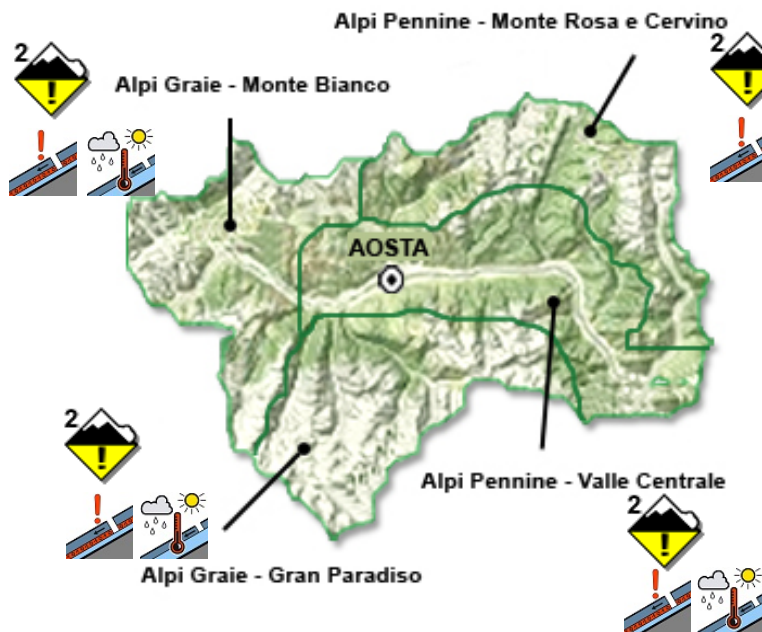 Alpi Pennine - Monte Rosa e Cervino
2
2
Alpi Graie - Monte Bianco
!
!
!
!
AOSTA
2
!
!
Alpi Pennine - Valle Centrale
2
!
!
Alpi Graie - Gran Paradiso